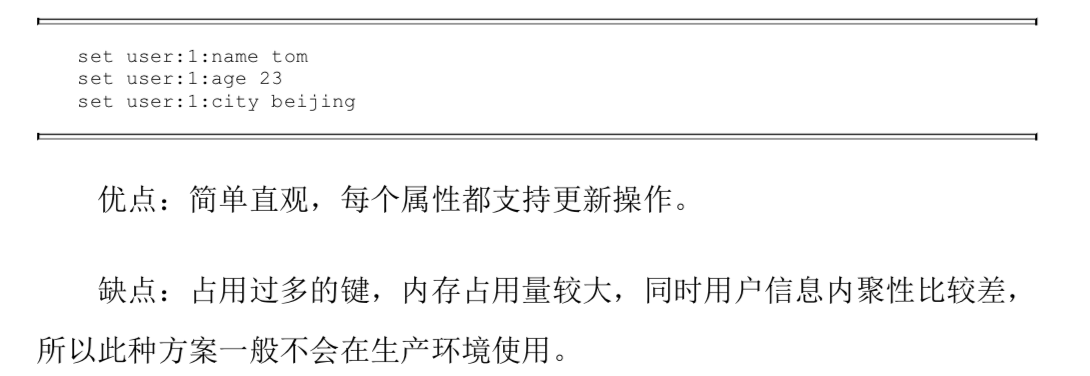 set user:1:name tom
set user:1:age 23
set user:1:city beijing
优点：简单直观，每个属性都支持更新操作。
缺点：占用过多的键，内存占用量较大，同时用户信息内聚性比较差，
所以此种方案一般不会在生产环境使用。